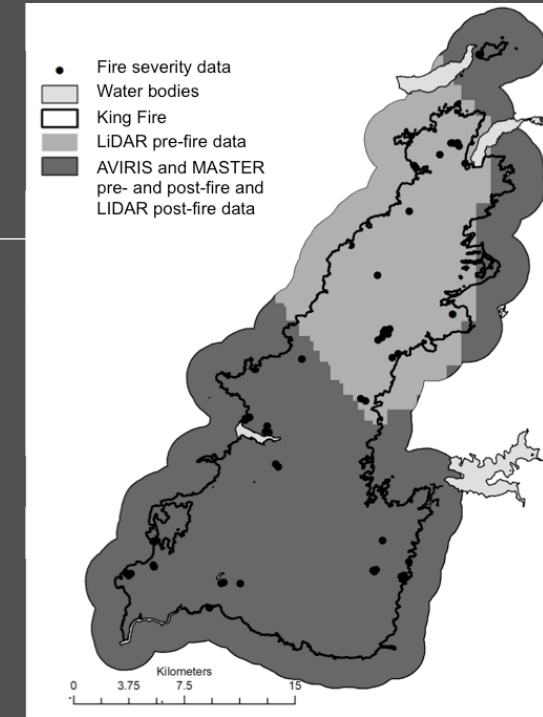 Fire severity data
Water bodies
King Fire
LiDAR pre-fire data
AVIRIS and MASTER
pre- and post-fire and
LIDAR post-fire data
Kilometers
0 3.75 7.5 15